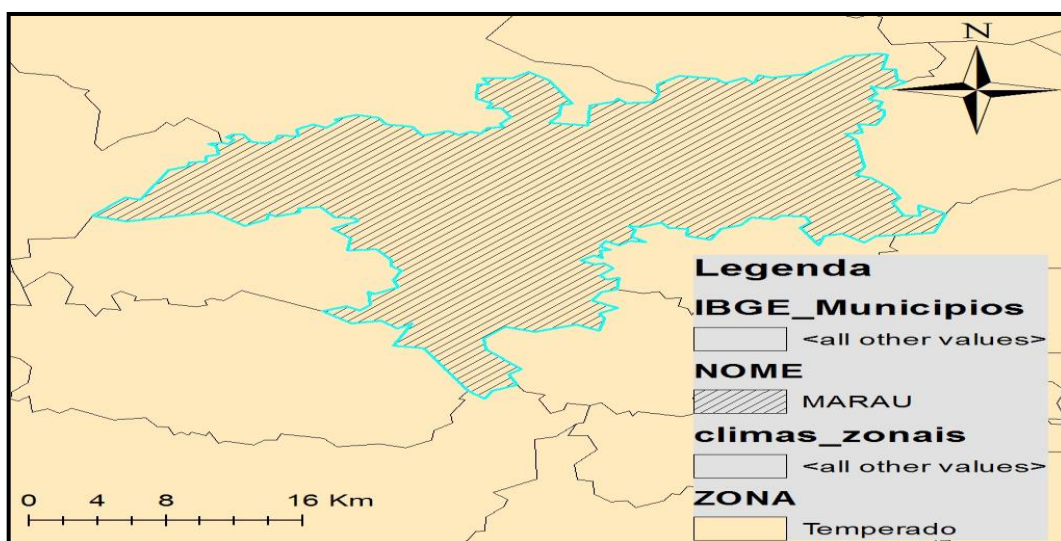 N
Legenda
IBGE_Municipios
<all other values>
NOME
MARAU
climas_zonais
<all other values>
ZONA
Temperado
0 4 8 16 Km